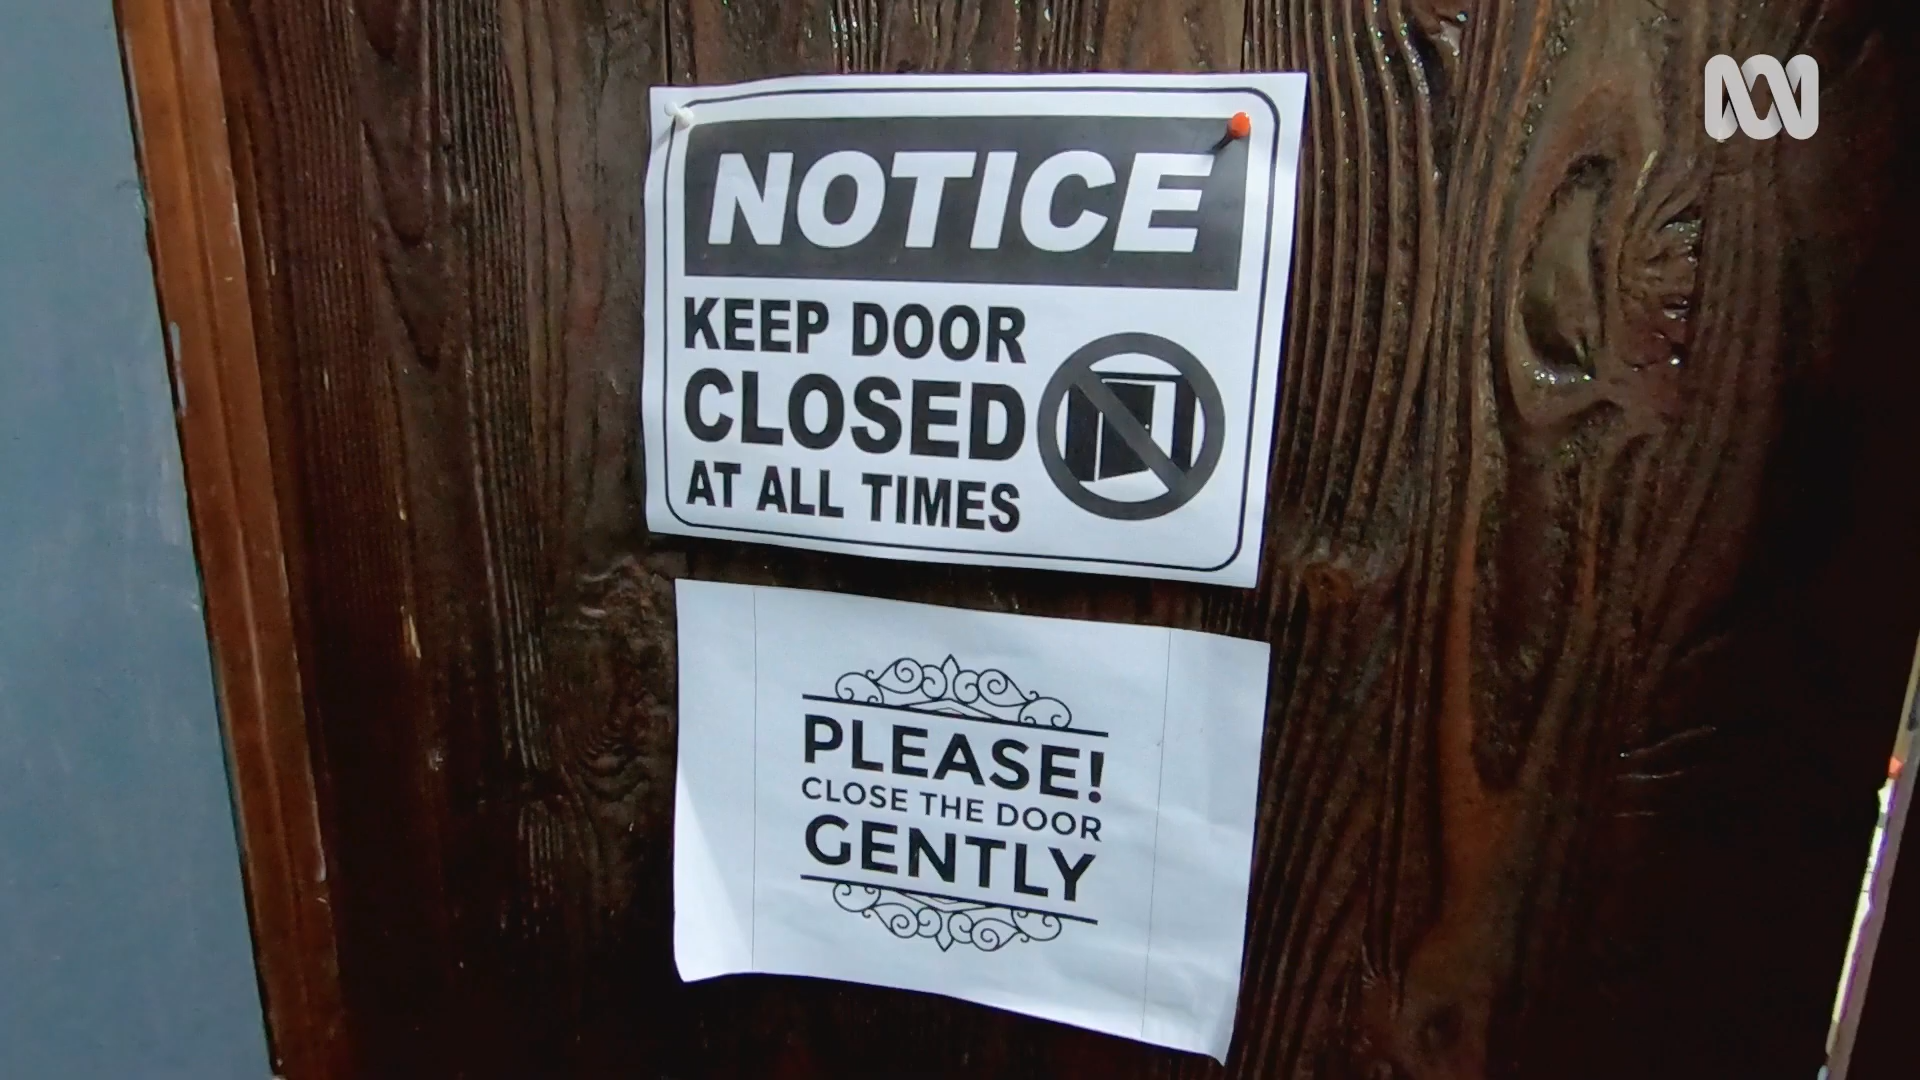 NOTICE
KEEP DOOR
CLOSED
AT ALL TIMES
PLEASE!
CLOSE THE DOOR
GENTLY